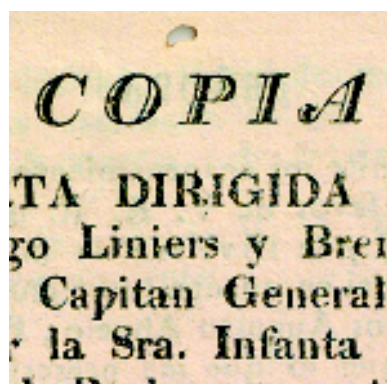 COPIA
TA DIRIGIDA
go Liniers y Bre
Capitan General
r la Sra. Infanta